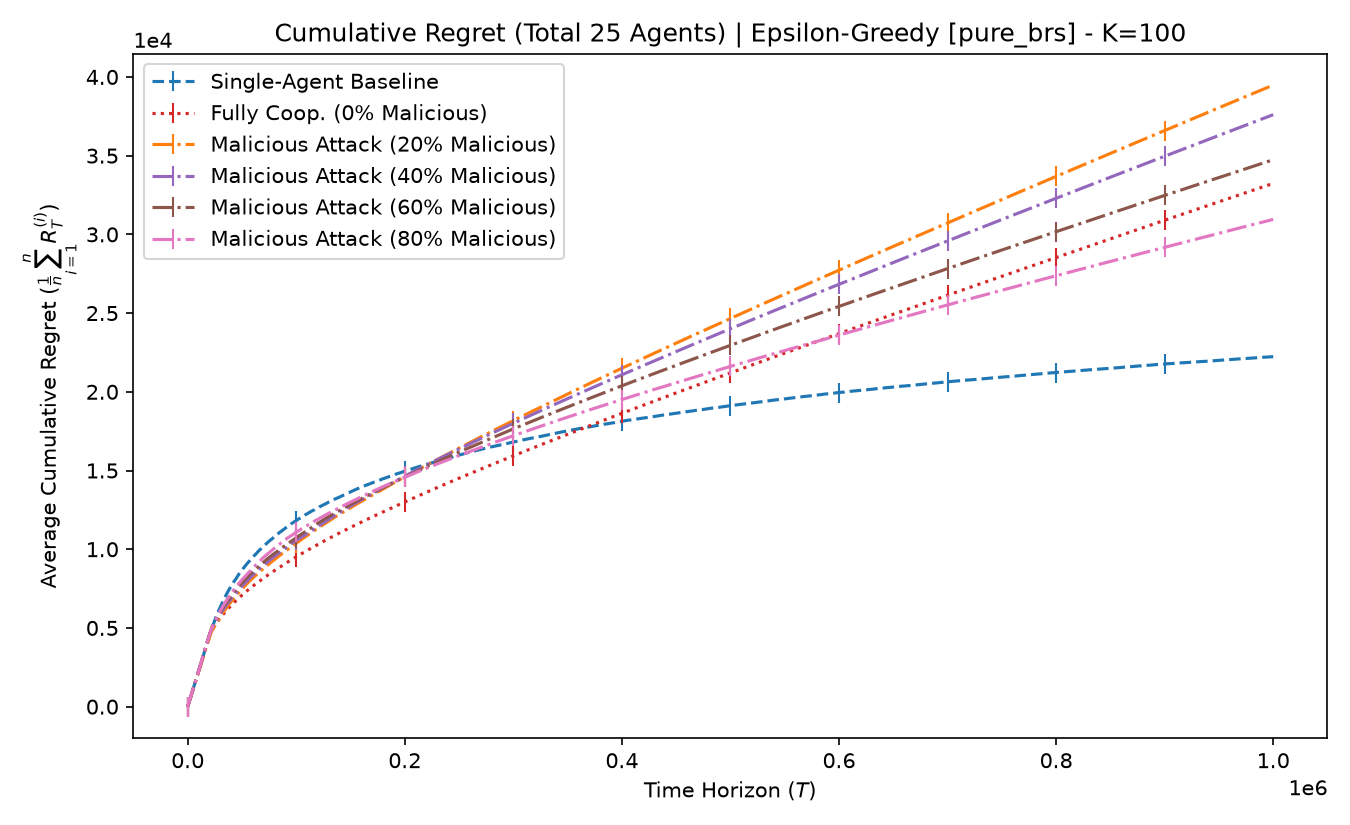 Cumulative Regret (Total 25 Agents) | Epsilon-Greedy [pure_brs] - K=100
1e4
4.0
3.5
3.0
2.5
2.0
1.5
1.0
0.5
0.0
Average Cumulative Regret ($\frac{1}{n}\sum_{i=1}^{n} R_T^{(i)}$)
Single-Agent Baseline
Fully Coop. (0% Malicious)
Malicious Attack (20% Malicious)
Malicious Attack (40% Malicious)
Malicious Attack (60% Malicious)
Malicious Attack (80% Malicious)
0.0 0.2 0.4 0.6 0.8 1.0
1e6
Time Horizon (T)